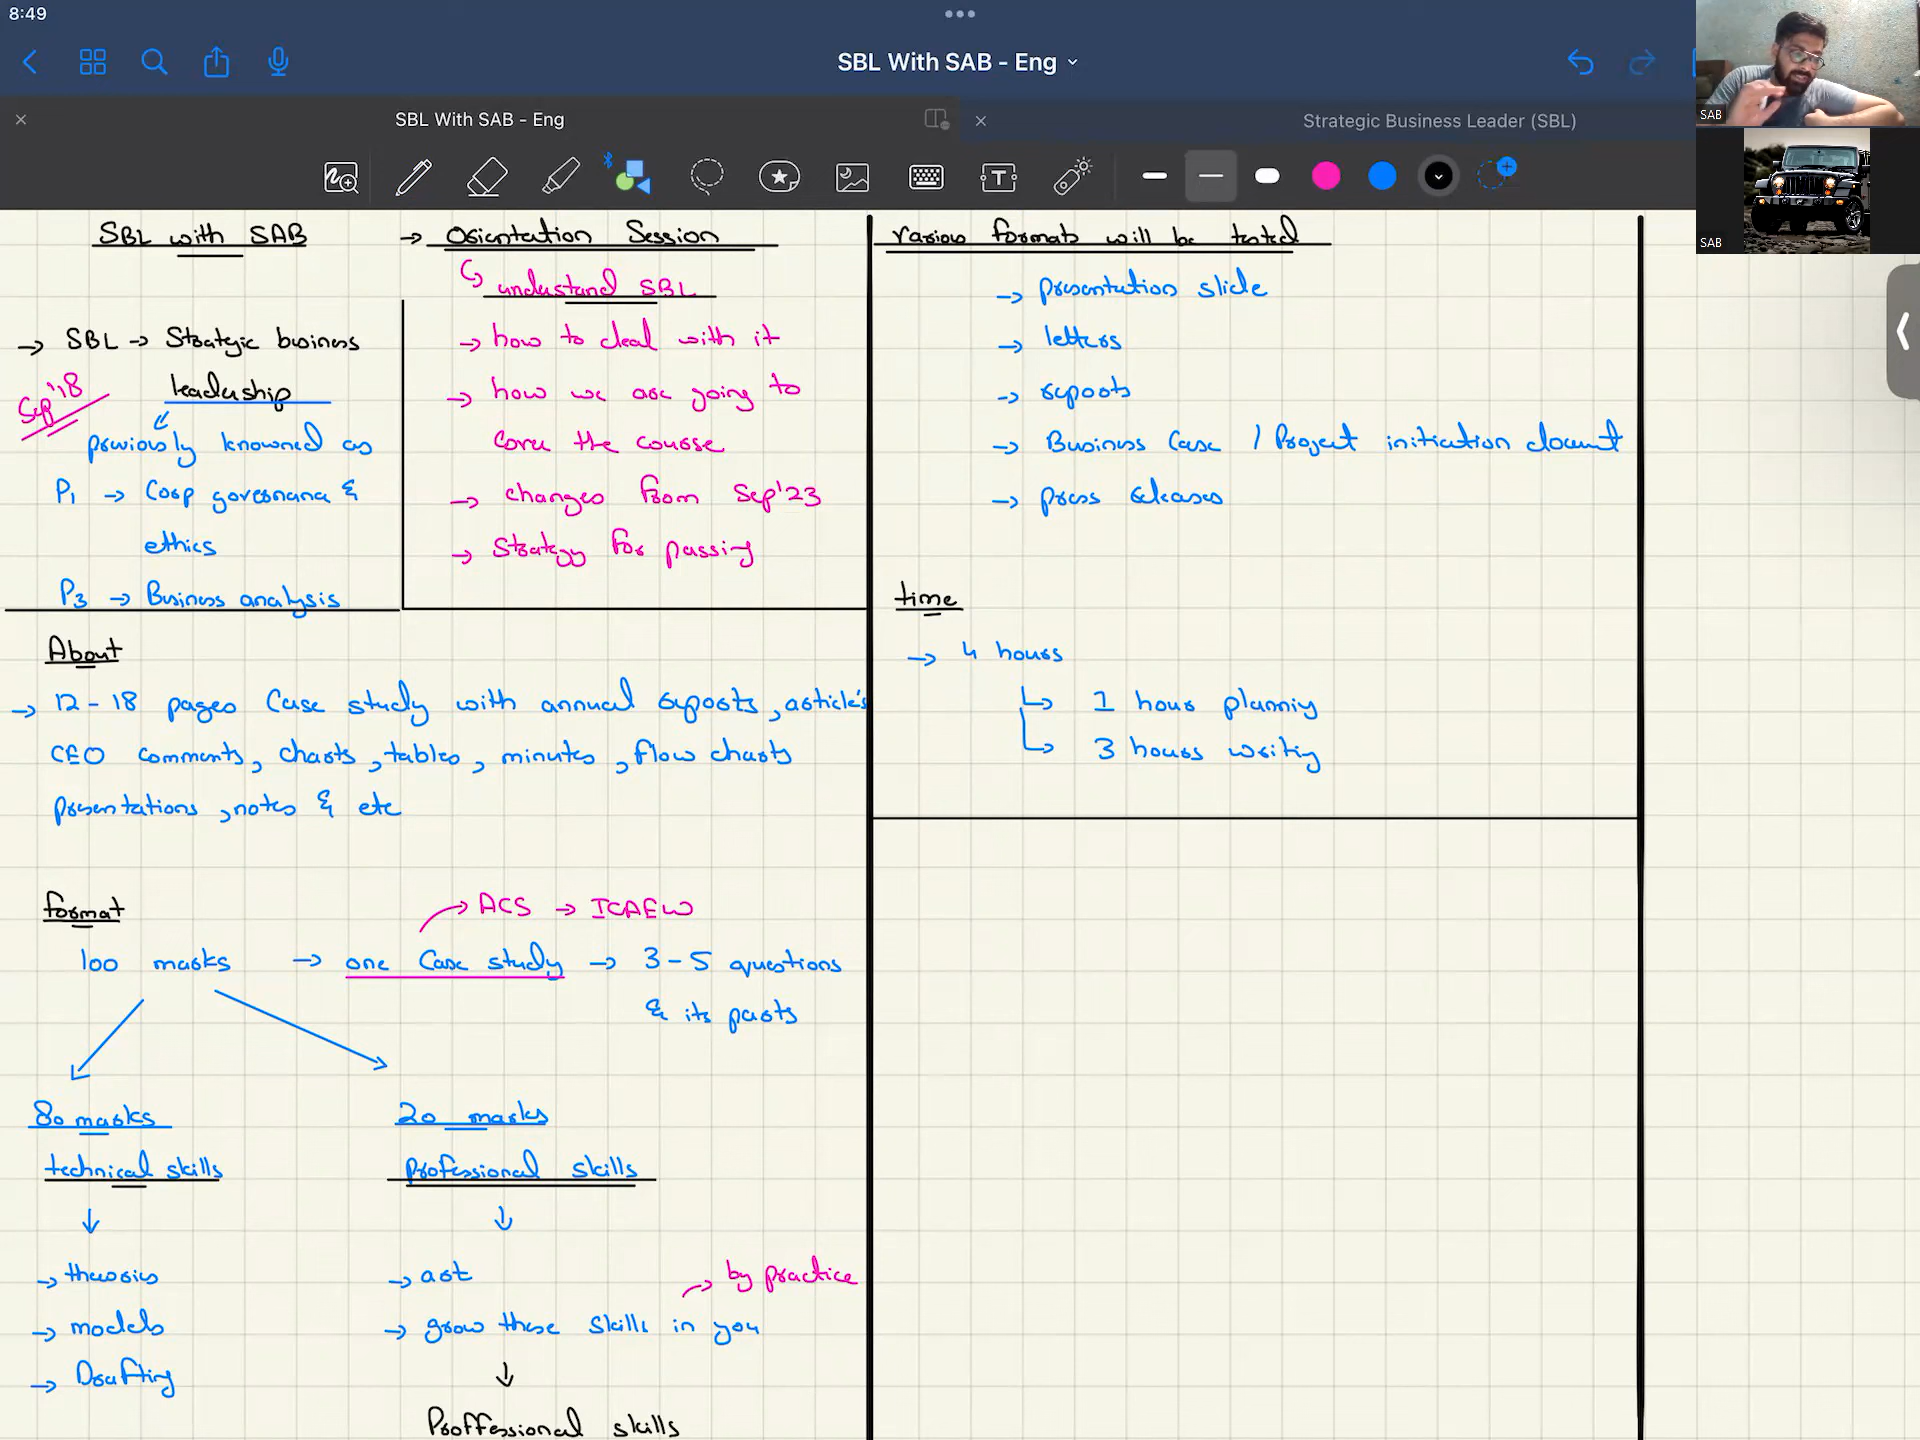 8:49
SBL With SAB - Eng
SBL With SAB - Eng
Strategic Business Leader (SBL)
SAB
SAB
SBL with SAB
→ Orientation Session
understand SBL
→ SBL → Strategic business
leadership
Sep'18
previously knowned as
P1 → Corp governance &
ethics
P3 → Business analysis
→ how to deal with it
→ how we are going to
cover the course
→ changes from Sep'23
→ Strategy for passing
About
→ 12-18 pages Case study with annual reports, article's
CEO comments, charts, tables, minutes, flow charts
presentations, notes & etc
format
→ ACS → ICAEW
100 marks → one Case study → 3-5 questions
& its parts
80 marks
technical skills
↓
→ theories
→ models
→ Drafting
20 marks
professional skills
↓
→ art
→ by practice
→ grow these skills in you
↓
Proffessional skills
various formats will be tested
→ presentation slide
→ letters
→ reports
→ Business Case / Project initiation document
→ press releases
time
→ 4 hours
↳ 1 hour planning
↳ 3 hours writing